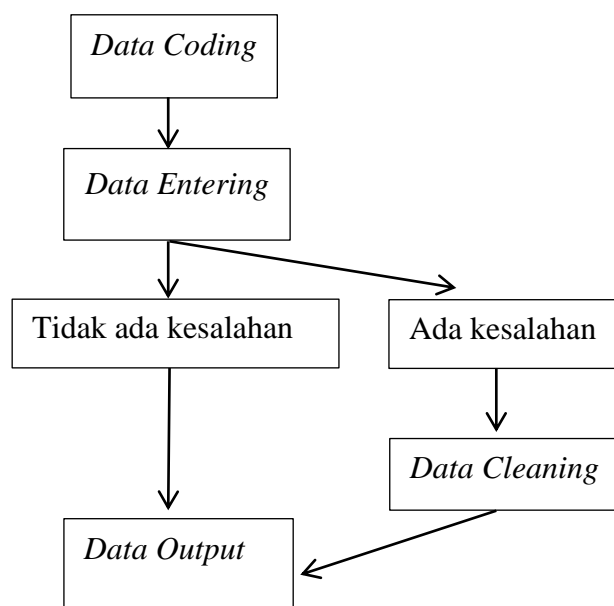 Data Coding
Data Entering
Tidak ada kesalahan
Ada kesalahan
Data Cleaning
Data Output